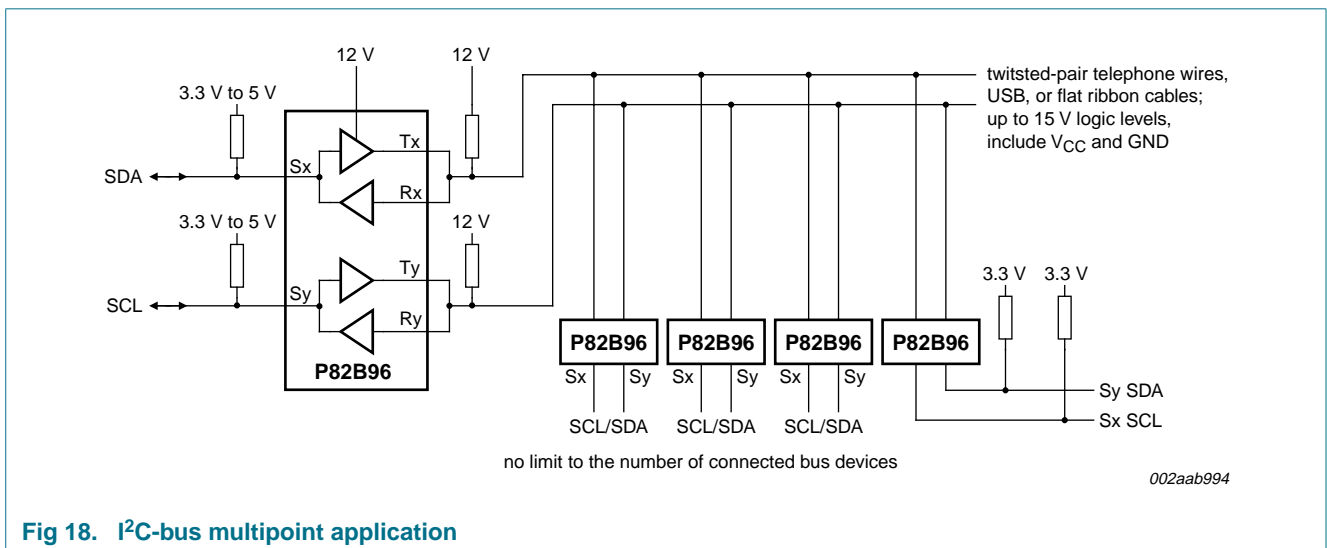 12 V
12 V
3.3 V to 5 V
twitsted-pair telephone wires,
USB, or flat ribbon cables;
up to 15 V logic levels,
include VCC and GND
Tx
Sx
SDA
Rx
3.3 V to 5 V
12 V
Ty
Sy
SCL
Ry
P82B96
3.3 V 3.3 V
P82B96 P82B96 P82B96 P82B96
Sx Sy Sx Sy Sx Sy
Sy SDA
Sx SCL
SCL/SDA SCL/SDA SCL/SDA
no limit to the number of connected bus devices
002aab994
Fig 18. I²C-bus multipoint application